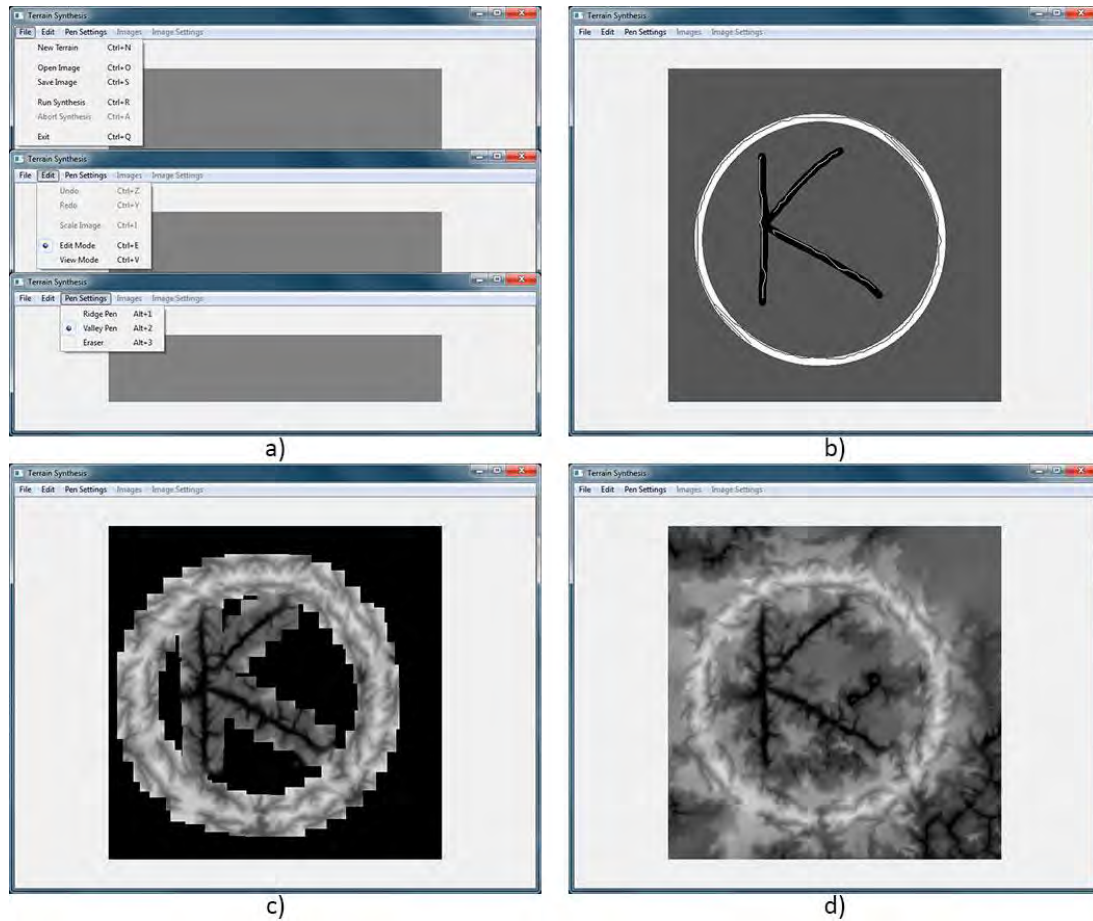 Terrain Synthesis
File Edit Pen Settings Images Image Settings
New Terrain Ctrl+N
Open Image Ctrl+O
Save Image Ctrl+S
Run Synthesis Ctrl+R
Abort Synthesis Ctrl+A
Exit Ctrl+Q
Terrain Synthesis
File Edit Pen Settings Images Image Settings
Undo Ctrl+Z
Redo Ctrl+Y
Scale Image Ctrl+I
Edit Mode Ctrl+E
View Mode Ctrl+V
Terrain Synthesis
File Edit Pen Settings Images Image Settings
Ridge Pen Alt+1
Valley Pen Alt+2
Eraser Alt+3
a)
Terrain Synthesis
File Edit Pen Settings Images Image Settings
K
b)
Terrain Synthesis
File Edit Pen Settings Images Image Settings
K
c)
Terrain Synthesis
File Edit Pen Settings Images Image Settings
K
d)